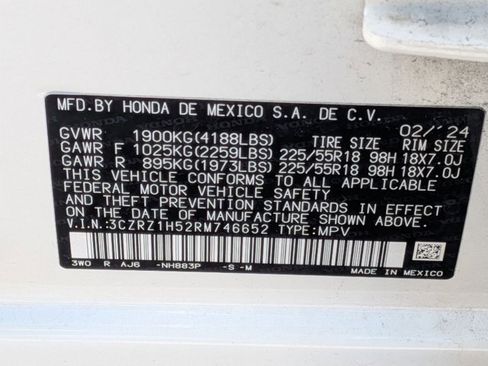 MFD.BY HONDA DE MEXICO S.A. DE C.V.
02/'24
GVWR 1900KG(4188LBS) TIRE SIZE RIM SIZE
GAWR F 1025KG(2259LBS) 225/55R18 98H 18X7.0J
GAWR R 895KG(1973LBS) 225/55R18 98H 18X7.0J
THIS VEHICLE CONFORMS TO ALL APPLICABLE
FEDERAL MOTOR VEHICLE SAFETY
AND THEFT PREVENTION STANDARDS IN EFFECT
ON THE DATE OF MANUFACTURE SHOWN ABOVE.
V.I.N.:3CZRZ1H52RM746652 TYPE:MPV
3WO R AJ6 -NH883P -S -M
MADE IN MEXICO